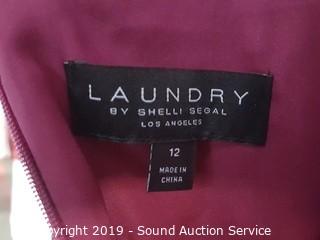 LAUNDRY
BY SHELLI SEGAL
LOS ANGELES
12
MADE IN
CHINA
Copyright 2019 - Sound Auction Service